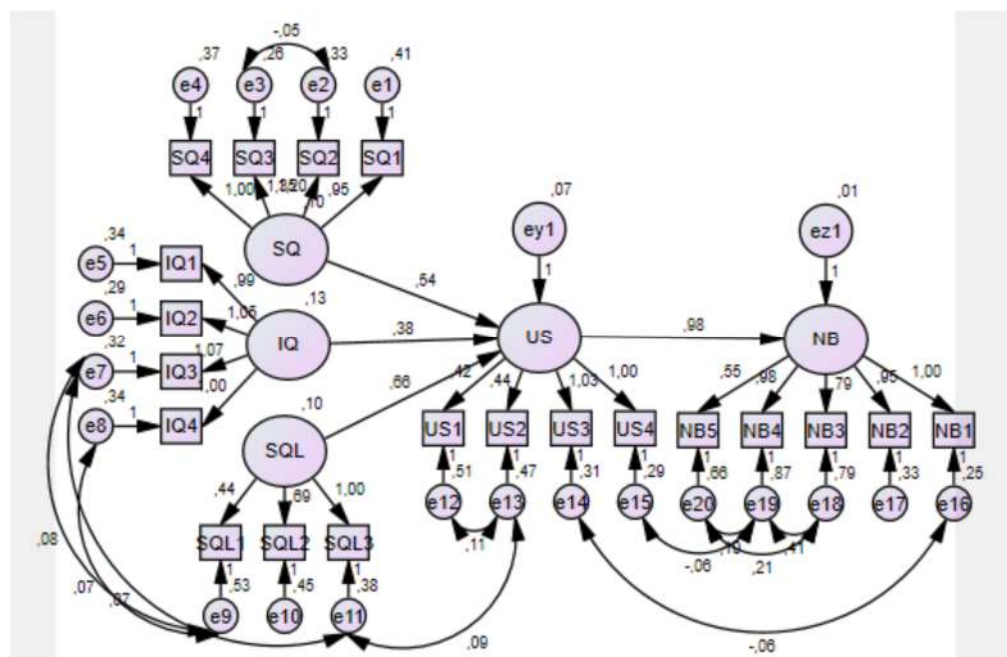 -,05
,37 ,26 ,33 ,41
e4 e3 e2 e1
1 1 1 1
SQ4 SQ3 SQ2 SQ1
1,00 ,95
,10
SQ
,07 ,01
ey1 ez1
1 1
,34
e5 1 IQ1
,99
,54
,29
e6 1 IQ2
1,05
,13
IQ
,38
US
,98
NB
,32
e7 1 IQ3
1,07
,34
e8 1 IQ4
1,00
,66
,10
SQL
,42 ,44 1,03 1,00
,55 ,98 ,79 ,95 1,00
US1 US2 US3 US4
NB5 NB4 NB3 NB2 NB1
1 1 1 1 1 1 1 1 1
,51 ,47 ,31 ,29 ,66 ,87 ,79 ,33 ,25
e12 e13 e14 e15 e20 e19 e18 e17 e16
,44 ,69 1,00
SQL1 SQL2 SQL3
1 1 1
,53 ,45 ,38
e9 e10 e11
,11
-,06 ,19 ,41
,21
,08
,07 ,07
,09
-,06